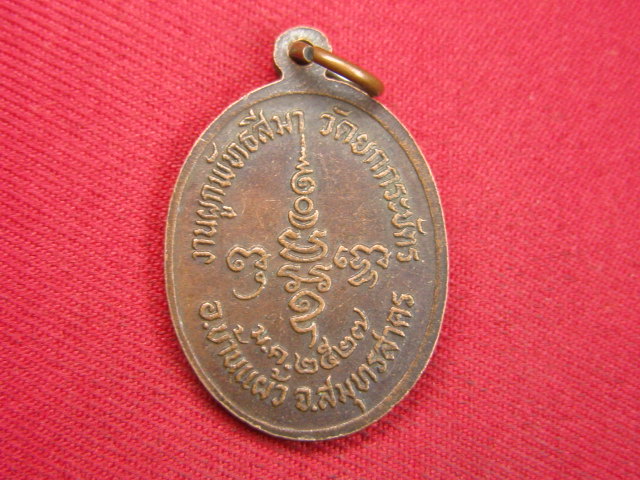 งานผูกพัทธสีมา วัดยกกระบัตร
ม.ค.๒๕๒๗
อ.บ้านแพ้ว จ.สมุทรสาคร